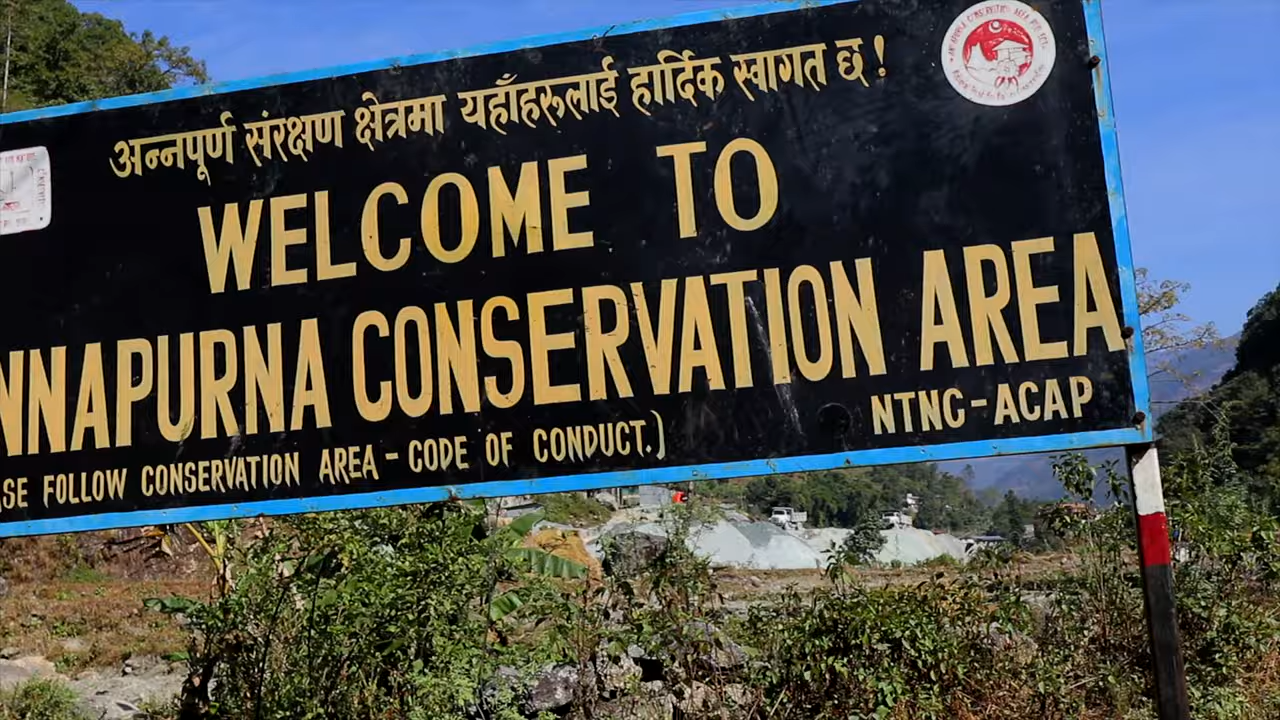 अन्नपूर्ण संरक्षण क्षेत्रमा यहाँहरूलाई हार्दिक स्वागत छ !
WELCOME TO
NNAPURNA CONSERVATION AREA
NTNC-ACAP
SE FOLLOW CONSERVATION AREA - CODE OF CONDUCT.)